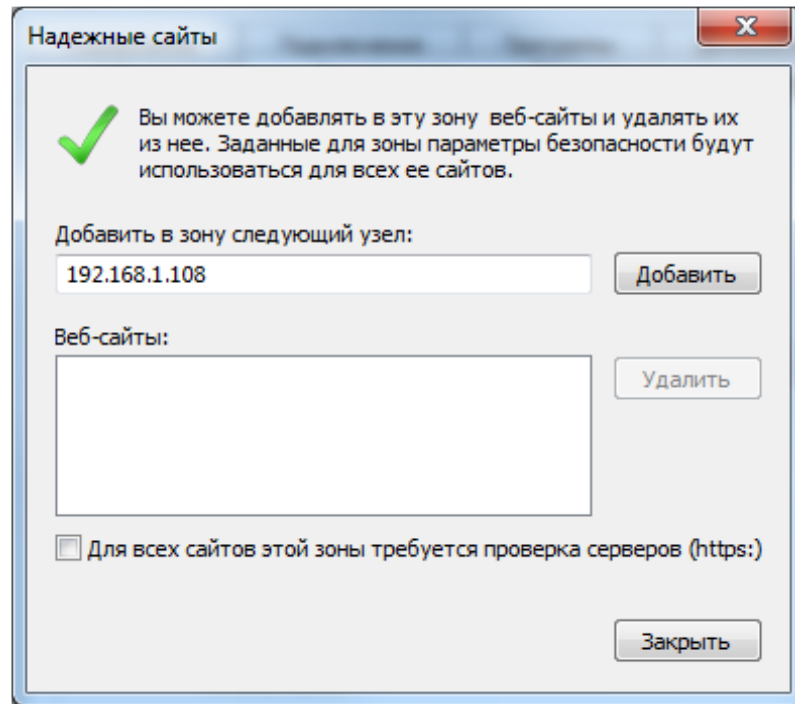 Надежные сайты
Вы можете добавлять в эту зону веб-сайты и удалять их
из нее. Заданные для зоны параметры безопасности будут
использоваться для всех ее сайтов.
Добавить в зону следующий узел:
192.168.1.108
Добавить
Веб-сайты:
Удалить
Для всех сайтов этой зоны требуется проверка серверов (https:)
Закрыть